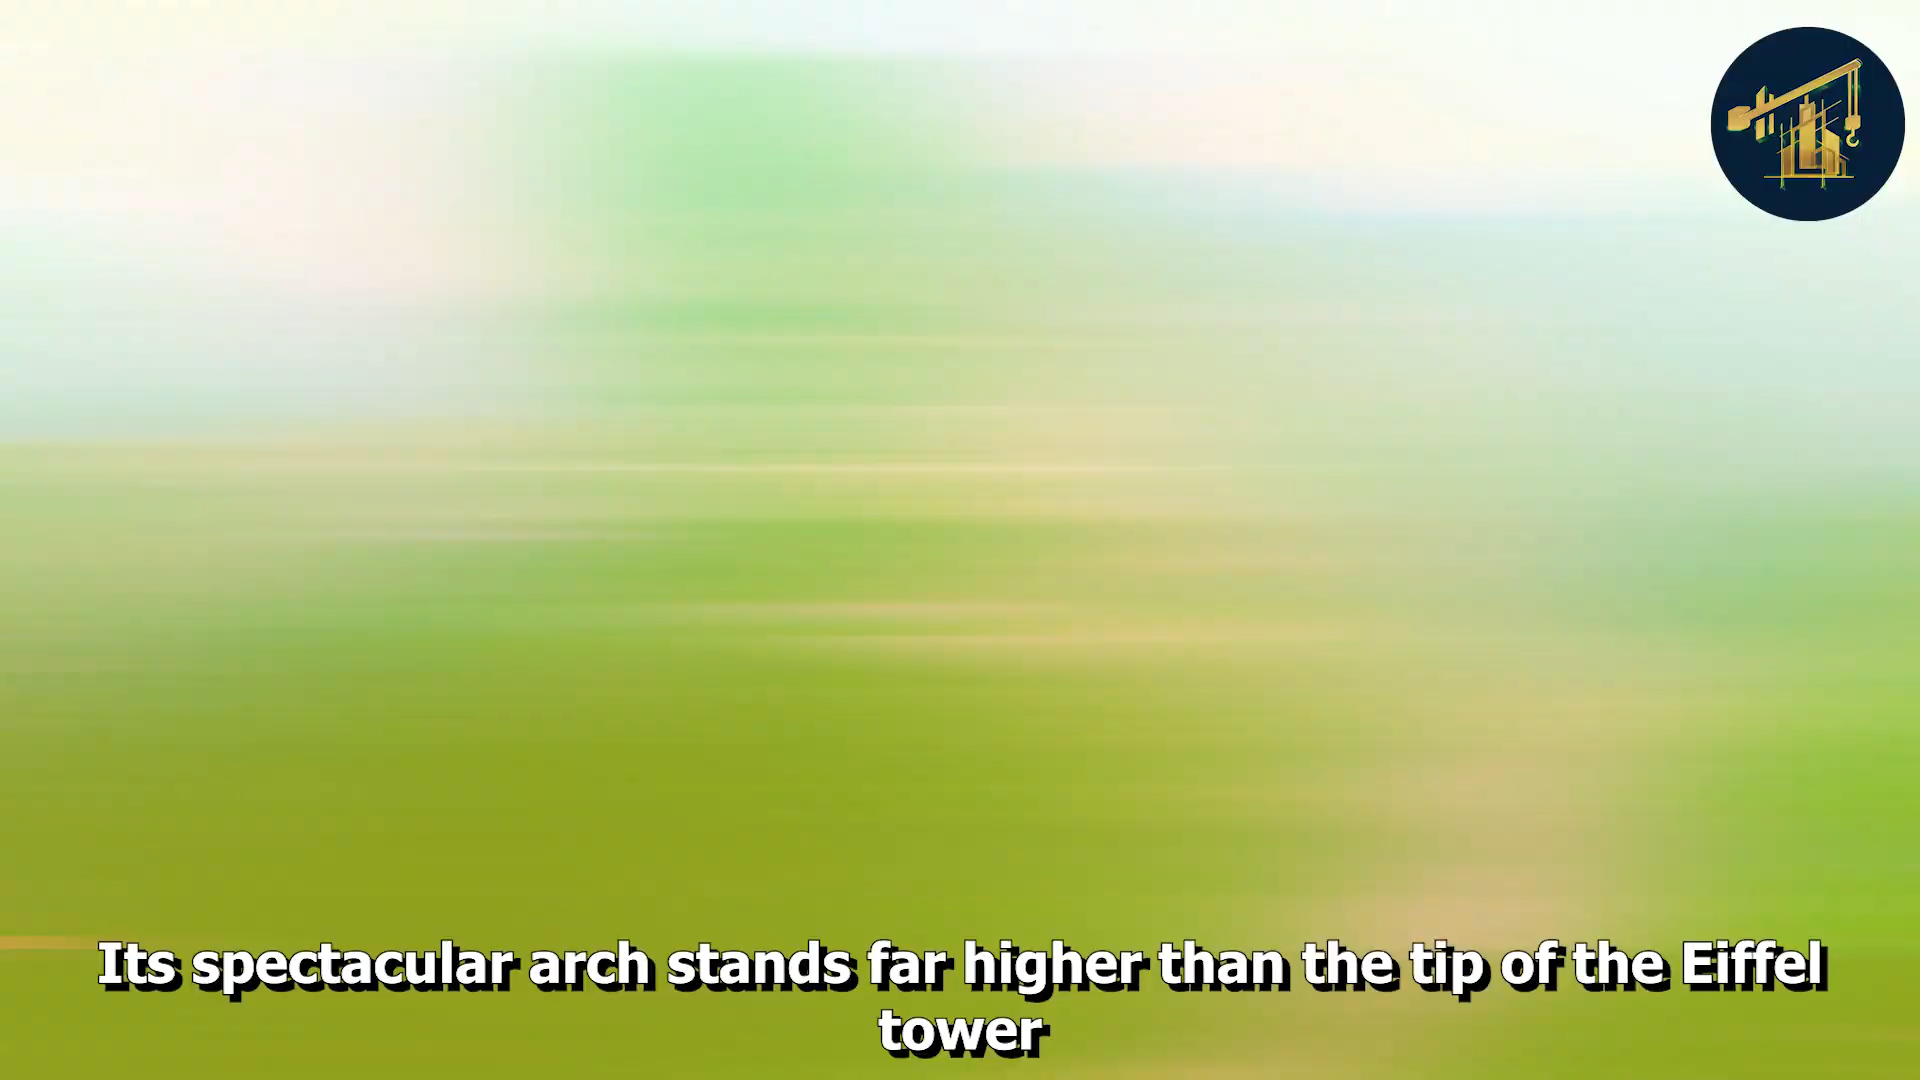 Its spectacular arch stands far higher than the tip of the Eiffel
tower